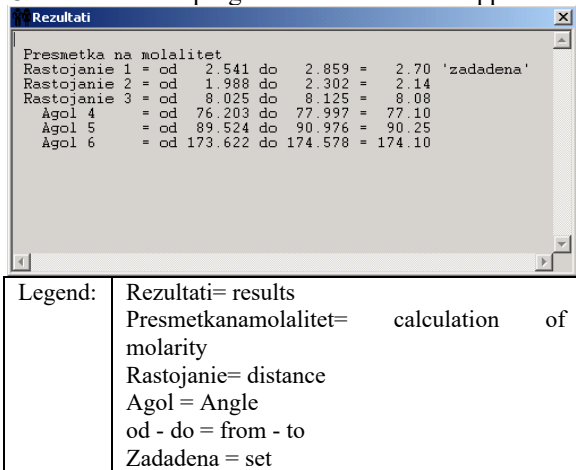 Rezultati
Presmetka na molalitet
Rastojanie 1 = od 2.541 do 2.859 = 2.70 'zadadena'
Rastojanie 2 = od 1.988 do 2.302 = 2.14
Rastojanie 3 = od 8.025 do 8.125 = 8.08
Agol 4 = od 76.203 do 77.997 = 77.10
Agol 5 = od 89.524 do 90.976 = 90.25
Agol 6 = od 173.622 do 174.578 = 174.10
Legend: Rezultati= results
Presmetkanamolalitet= calculation of
molarity
Rastojanie= distance
Agol = Angle
od - do = from - to
Zadadena = set